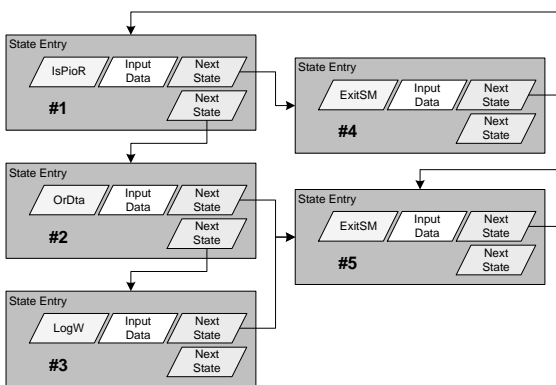 State Entry
IsPioR
Input
Data
Next
State
Next
State
#1
State Entry
ExitSM
Input
Data
Next
State
Next
State
#4
State Entry
OrDta
Input
Data
Next
State
Next
State
#2
State Entry
ExitSM
Input
Data
Next
State
Next
State
#5
State Entry
LogW
Input
Data
Next
State
Next
State
#3